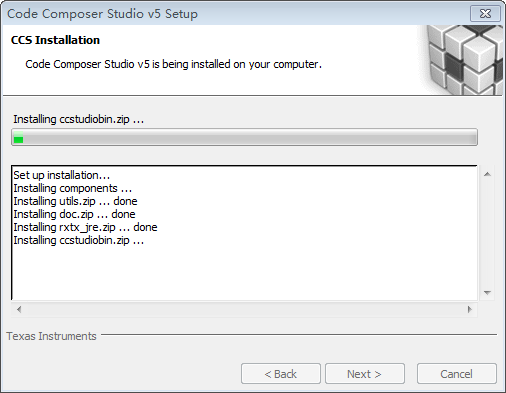 Code Composer Studio v5 Setup
CCS Installation
Code Composer Studio v5 is being installed on your computer.
Installing ccstudiobin.zip ...
Set up installation...
Installing components ...
Installing utils.zip ... done
Installing doc.zip ... done
Installing rxtx_jre.zip ... done
Installing ccstudiobin.zip ...
Texas Instruments
< Back
Next >
Cancel